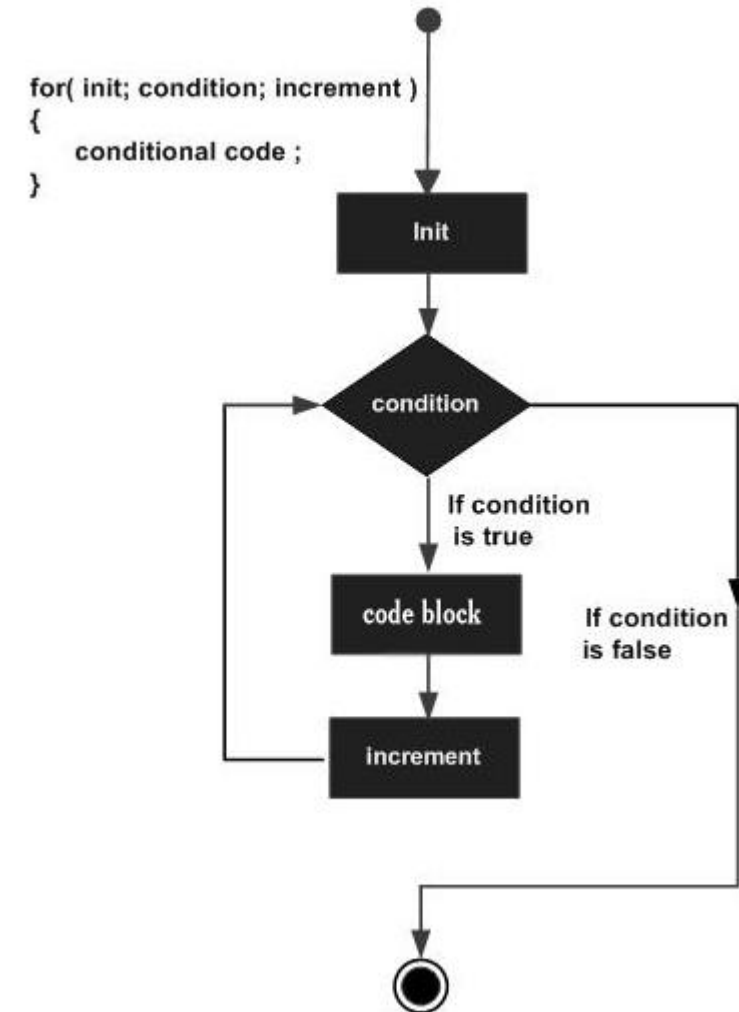 for( init; condition; increment )
{
conditional code ;
}
Init
condition
If condition
is true
code block
If condition
is false
increment